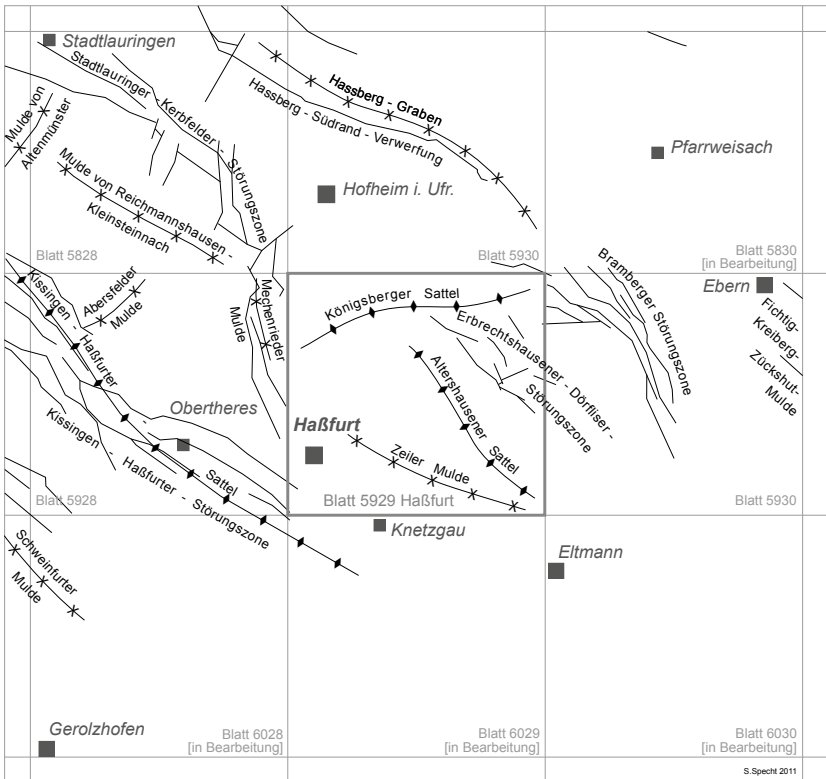 Stadtlauringen
Stadtlauringer - Kerbfelder - Störungszone
Hassberg - Graben
Hassberg - Südrand - Verwerfung
Mulde von
Altenmünster
Pfarrweisach
Mulde von Reichmannshausen -
Kleinsteinnach
Hofheim i. Ufr.
Blatt 5828
Blatt 5930
Blatt 5830
[in Bearbeitung]
Kissingen - Haßfurter - Sattel
Abersfelder
Mulde
Mechenrieder
Mulde
Königsberger Sattel
Erbrechtshausener - Dörfliser -
Störungszone
Bramberger Störungszone
Ebern
Fichtig-
Kreiberg-
Zückshut-
Mulde
Altershausener Sattel
Obertheres
Haßfurt
Kissingen - Haßfurter - Störungszone
Zeiler Mulde
Blatt 5928
Blatt 5929 Haßfurt
Blatt 5930
Knetzgau
Eltmann
Schweinfurter
Mulde
Gerolzhofen
Blatt 6028
[in Bearbeitung]
Blatt 6029
[in Bearbeitung]
Blatt 6030
[in Bearbeitung]
S.Specht 2011